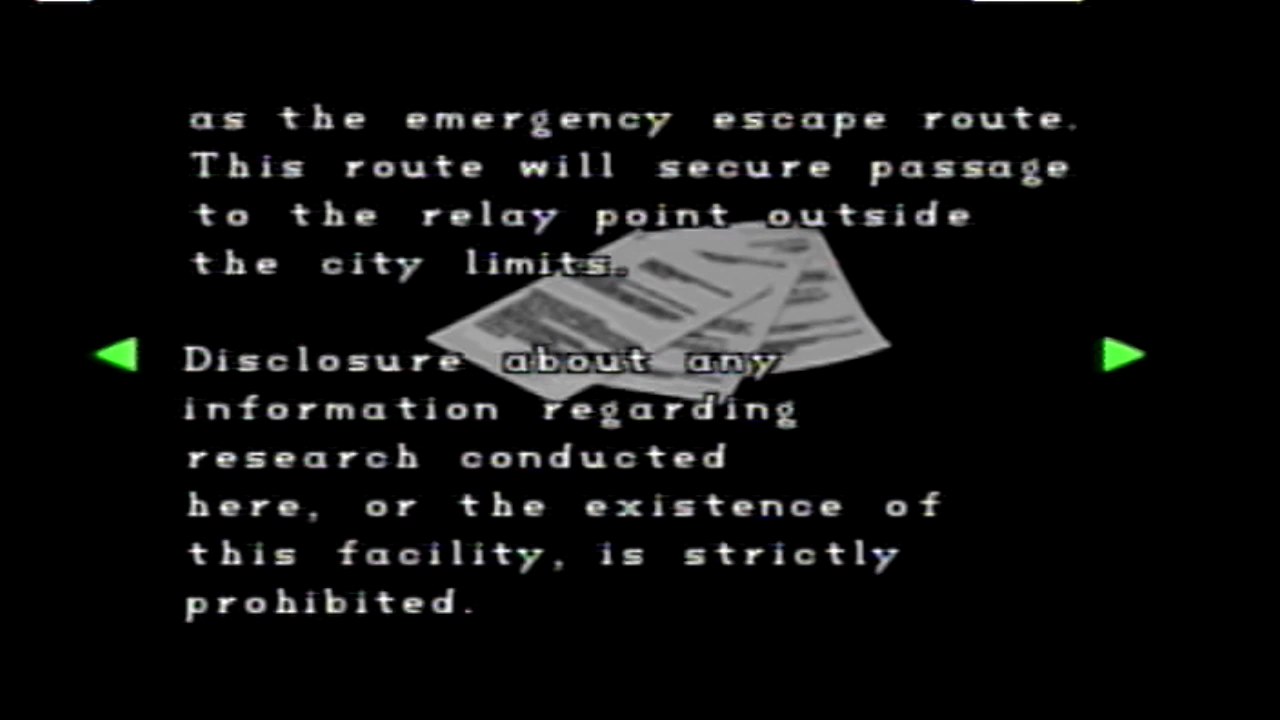 as the emergency escape route.
This route will secure passage
to the relay point outside
the city limits.
Disclosure about any
information regarding
research conducted
here, or the existence of
this facility, is strictly
prohibited.